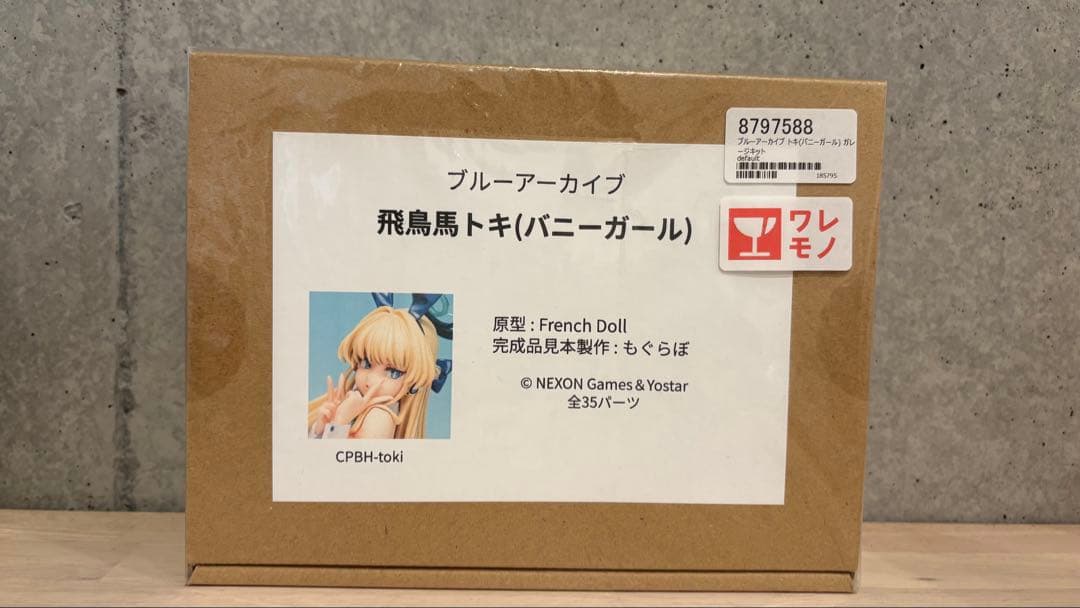 8797588
ブルーアーカイブ トキ(バニーガール) ガレ
ージキット
default
185795
ワレ
モノ
ブルーアーカイブ
飛鳥馬トキ(バニーガール)
原型 : French Doll
完成品見本製作 : もぐらぼ
© NEXON Games & Yostar
全35パーツ
CPBH-toki